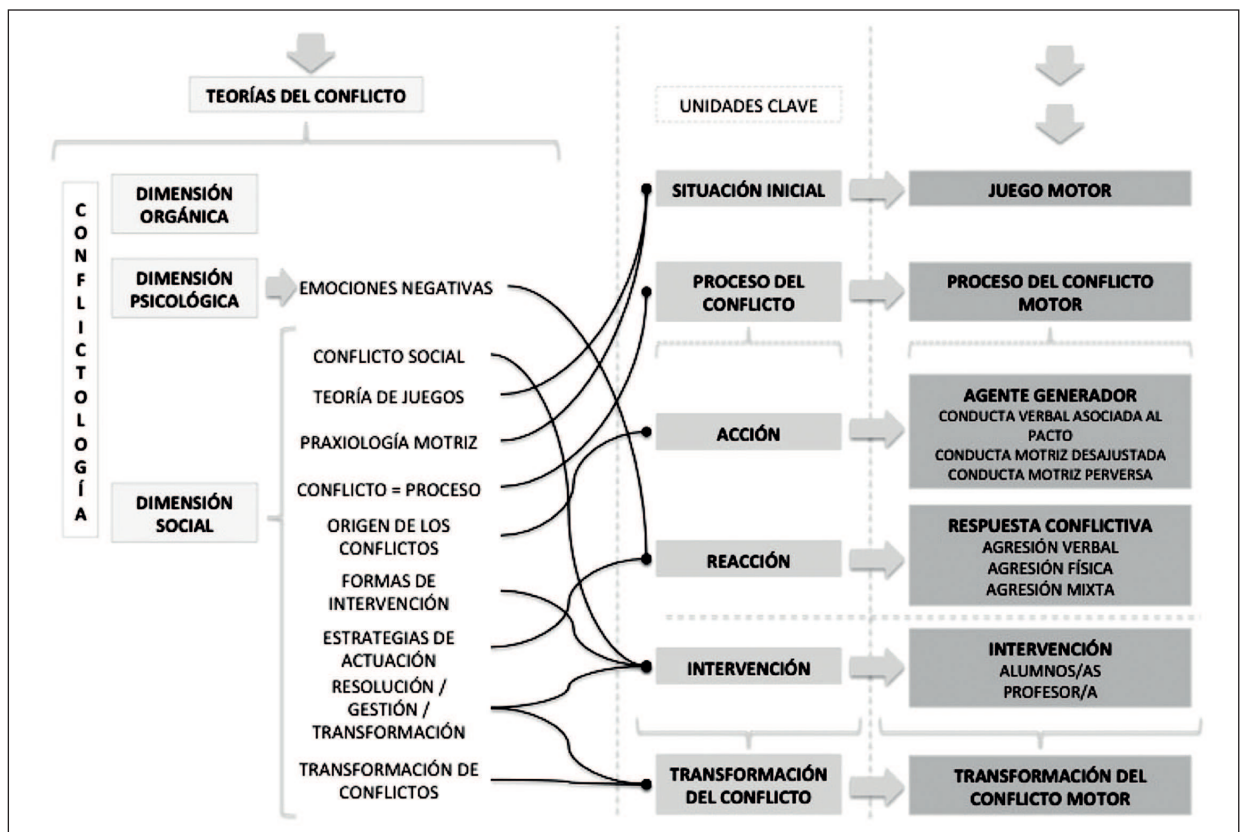 TEORÍAS DEL CONFLICTO
CONFLICTOLOGÍA
DIMENSIÓN
ORGÁNICA
DIMENSIÓN
PSICOLÓGICA
DIMENSIÓN
SOCIAL
EMOCIONES NEGATIVAS
CONFLICTO SOCIAL
TEORÍA DE JUEGOS
PRAXIOLOGÍA MOTRIZ
CONFLICTO = PROCESO
ORIGEN DE LOS
CONFLICTOS
FORMAS DE
INTERVENCIÓN
ESTRATEGIAS DE
ACTUACIÓN
RESOLUCIÓN /
GESTIÓN /
TRANSFORMACIÓN
TRANSFORMACIÓN DE
CONFLICTOS
UNIDADES CLAVE
SITUACIÓN INICIAL
PROCESO DEL
CONFLICTO
ACCIÓN
REACCIÓN
INTERVENCIÓN
TRANSFORMACIÓN
DEL CONFLICTO
JUEGO MOTOR
PROCESO DEL CONFLICTO
MOTOR
AGENTE GENERADOR
CONDUCTA VERBAL ASOCIADA AL
PACTO
CONDUCTA MOTRIZ DESAJUSTADA
CONDUCTA MOTRIZ PERVERSA
RESPUESTA CONFLICTIVA
AGRESIÓN VERBAL
AGRESIÓN FÍSICA
AGRESIÓN MIXTA
INTERVENCIÓN
ALUMNOS/AS
PROFESOR/A
TRANSFORMACIÓN DEL
CONFLICTO MOTOR